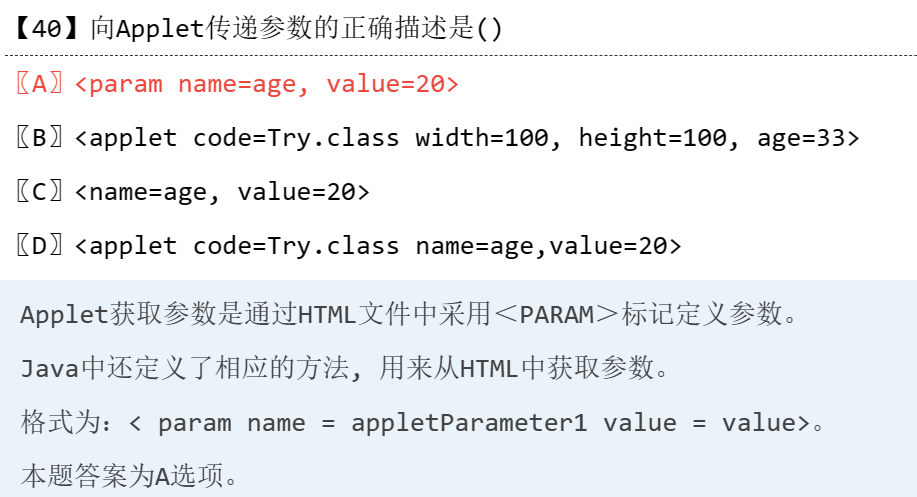 【40】向Applet传递参数的正确描述是()
〖A〗<param name=age, value=20>
〖B〗<applet code=Try.class width=100, height=100, age=33>
〖C〗<name=age, value=20>
〖D〗<applet code=Try.class name=age,value=20>
Applet获取参数是通过HTML文件中采用＜PARAM＞标记定义参数。
Java中还定义了相应的方法, 用来从HTML中获取参数。
格式为: < param name = appletParameter1 value = value>。
本题答案为A选项。